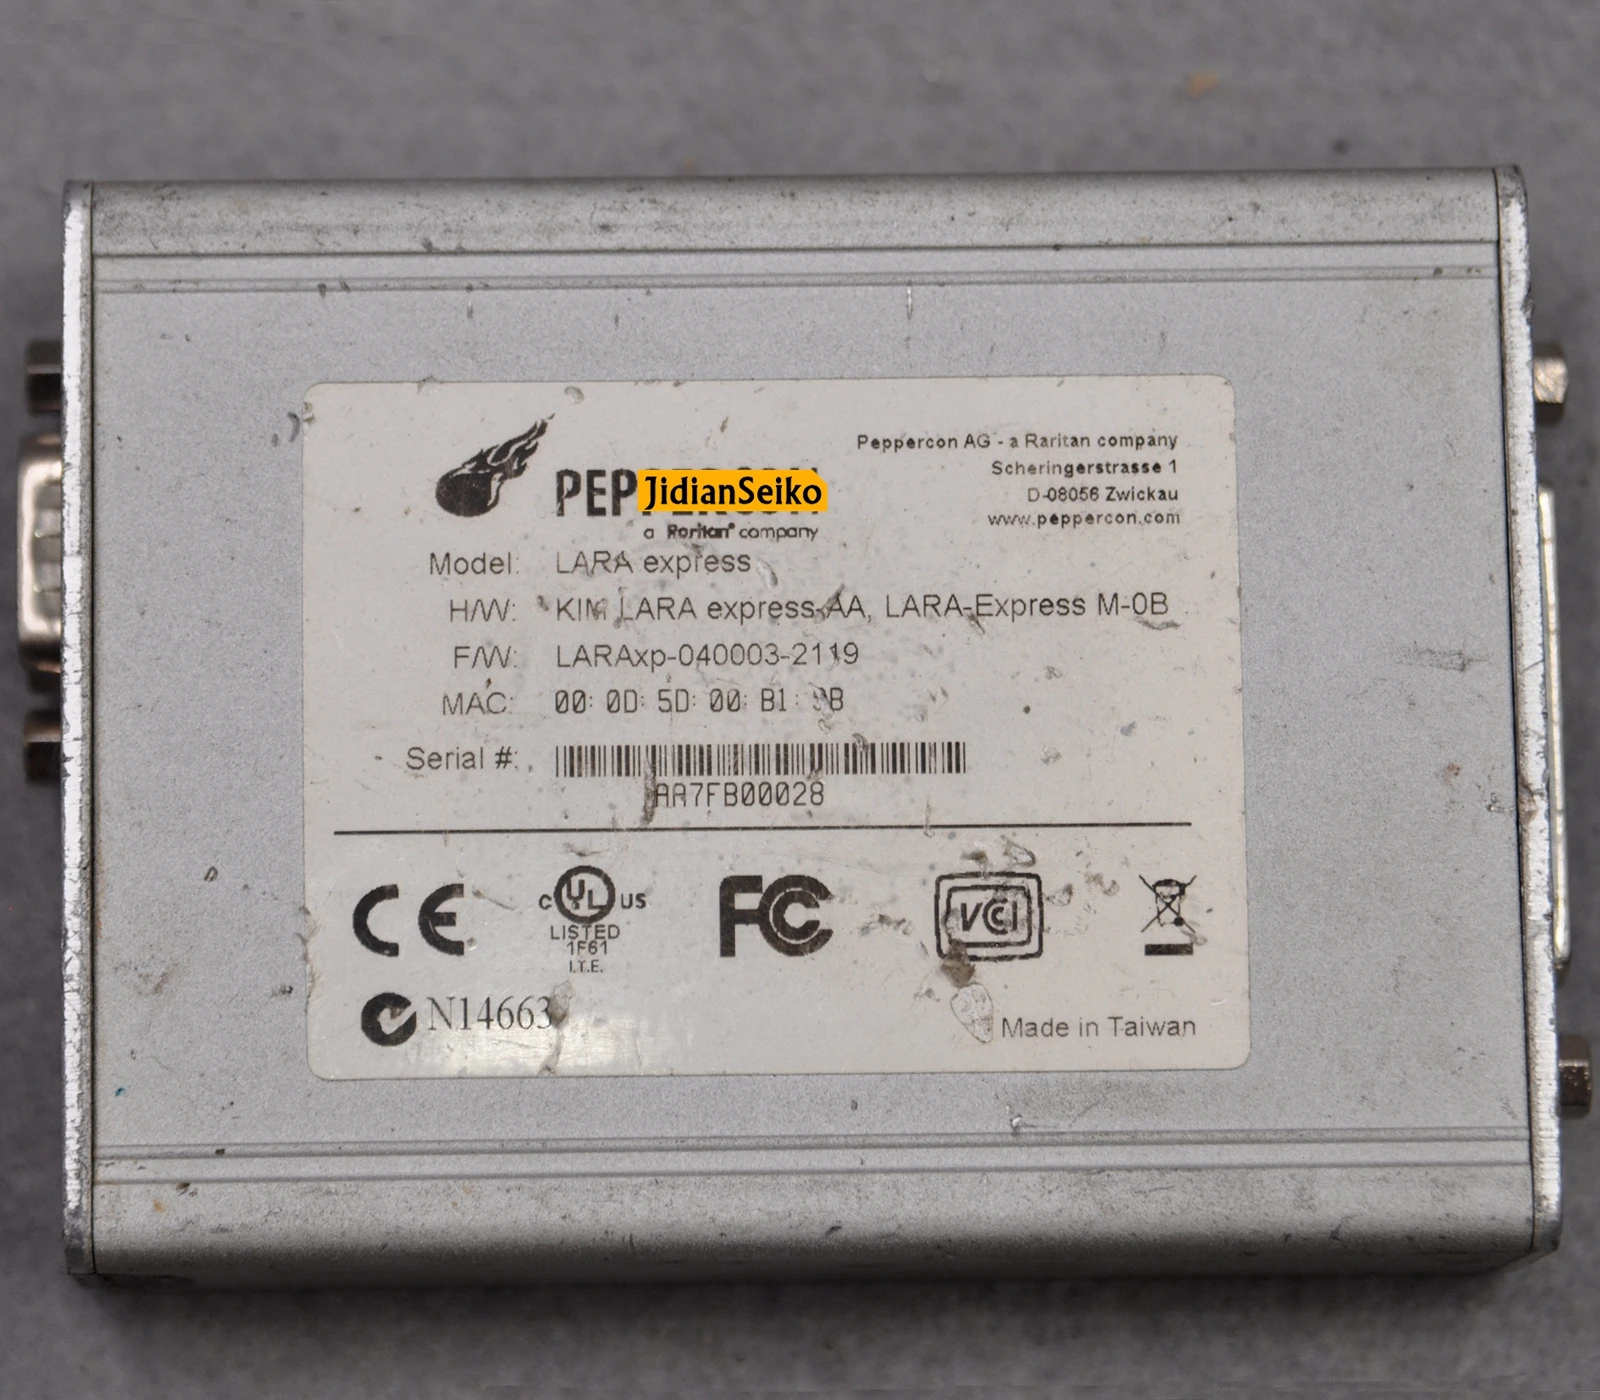 Peppercon AG - a Raritan company
Scheringerstrasse 1
D-08056 Zwickau
www.peppercon.com
JidianSeiko
a Raritan company
Model: LARA express
H/W: KIM LARA express-AA, LARA-Express M-0B
F/W: LARAxp-040003-2119
MAC: 00: 0D: 5D: 00: B1:
Serial #:
AA7FB00028
CE
c UL US
LISTED
1F61
I.T.E.
FC
VCI
N14663
Made in Taiwan